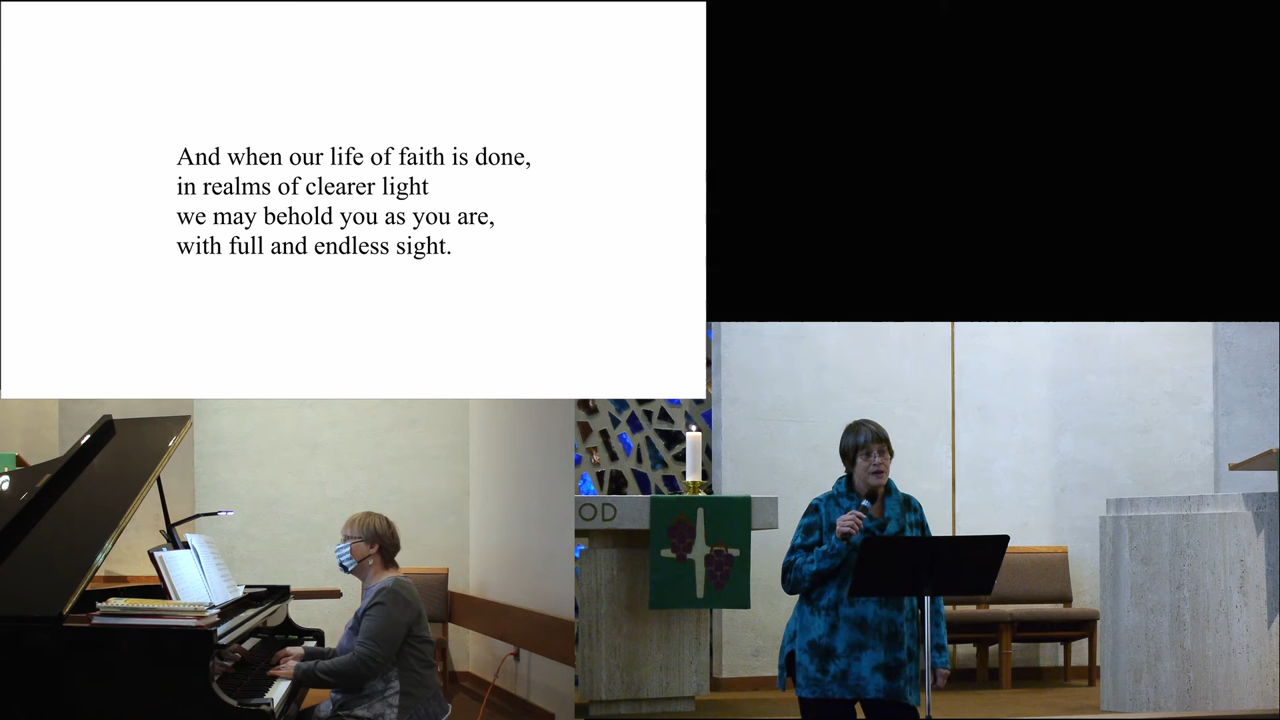 And when our life of faith is done,
in realms of clearer light
we may behold you as you are,
with full and endless sight.
OD